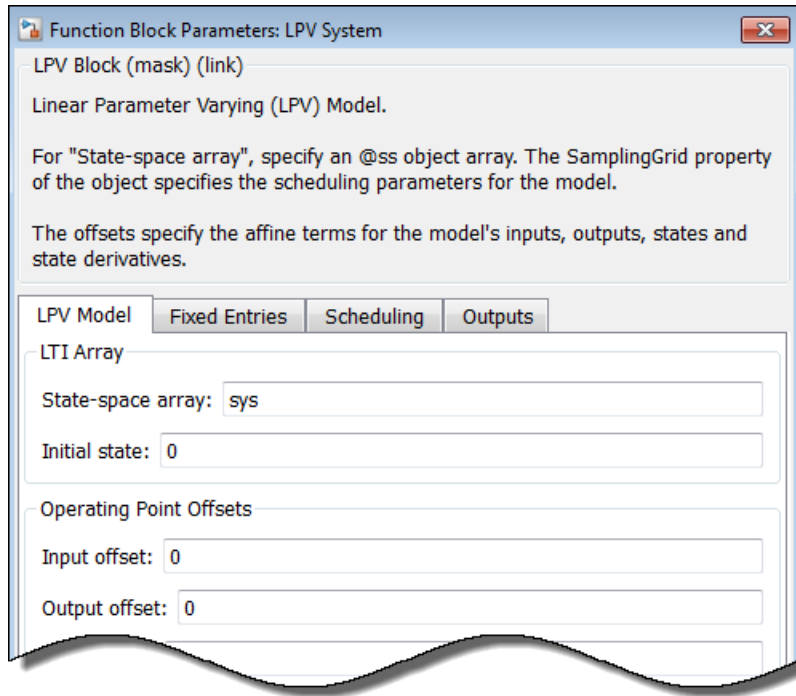 Function Block Parameters: LPV System
LPV Block (mask) (link)
Linear Parameter Varying (LPV) Model.
For "State-space array", specify an @ss object array. The SamplingGrid property
of the object specifies the scheduling parameters for the model.
The offsets specify the affine terms for the model's inputs, outputs, states and
state derivatives.
LPV Model Fixed Entries Scheduling Outputs
LTI Array
State-space array: sys
Initial state: 0
Operating Point Offsets
Input offset: 0
Output offset: 0